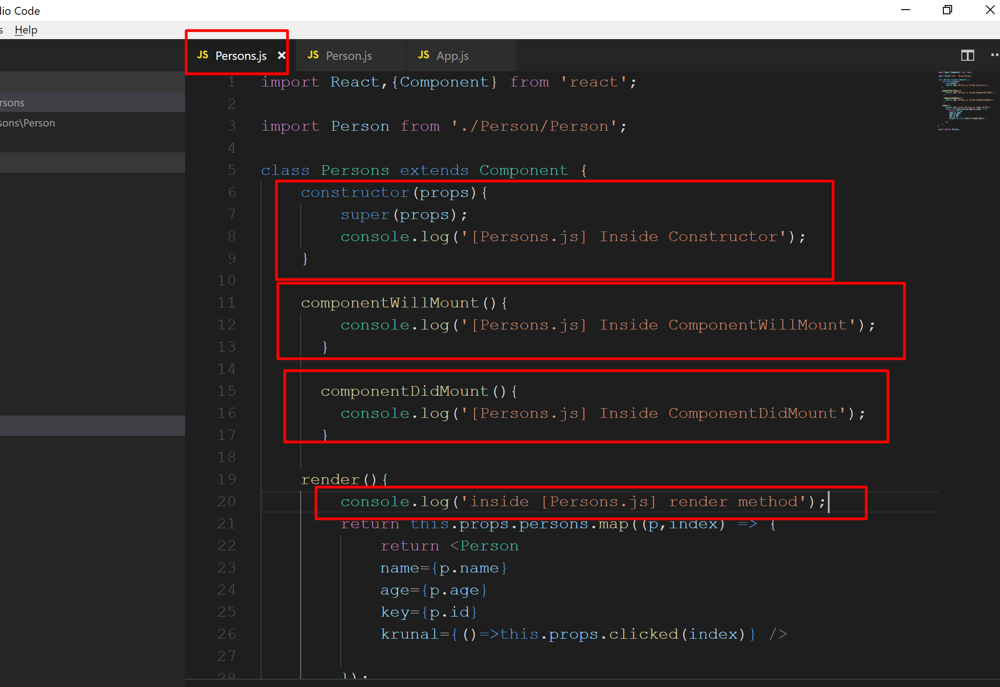 dio Code
s Help
JS Persons.js × JS Person.js JS App.js
rsons
sons\Person
1 import React,{Component} from 'react';
2
3 import Person from './Person/Person';
4
5 class Persons extends Component {
6 constructor(props){
7 super(props);
8 console.log('[Persons.js] Inside Constructor');
9 }
10
11 componentWillMount(){
12 console.log('[Persons.js] Inside ComponentWillMount');
13 }
14
15 componentDidMount(){
16 console.log('[Persons.js] Inside ComponentDidMount');
17 }
18
19 render(){
20 console.log('inside [Persons.js] render method');
21 return this.props.persons.map((p,index) => {
22 return <Person
23 name={p.name}
24 age={p.age}
25 key={p.id}
26 krunal={()=>this.props.clicked(index)} />
27
28 });